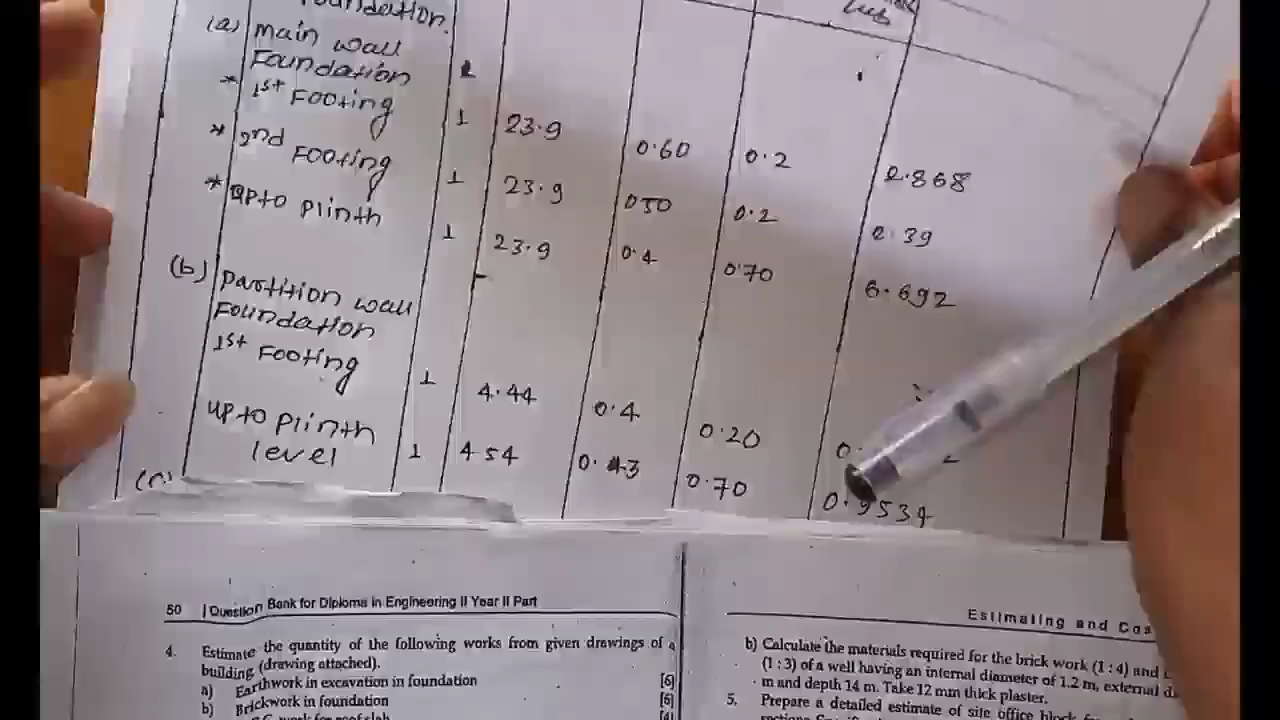 Foundation.
(a) main wall
Foundation
* 1st Footing 1 23.9 0.60 0.2 2.868
* 2nd Footing 1 23.9 0.50 0.2 2.39
* upto plinth 1 23.9 0.4 0.70 6.692
(b) partition wall
Foundation
1st Footing 1 4.44 0.4 0.20 0.
upto plinth
level 1 4.54 0.3 0.70 0.9534
50 | Question Bank for Diploma in Engineering II Year II Part
4. Estimate the quantity of the following works from given drawings of a
building (drawing attached).
a) Earthwork in excavation in foundation [6]
b) Brickwork in foundation [6]
work for roof slab [4]
Estimating and Cos
b) Calculate the materials required for the brick work (1 : 4) and
(1 : 3) of a well having an internal diameter of 1.2 m, external d
m and depth 14 m. Take 12 mm thick plaster.
5. Prepare a detailed estimate of site office block